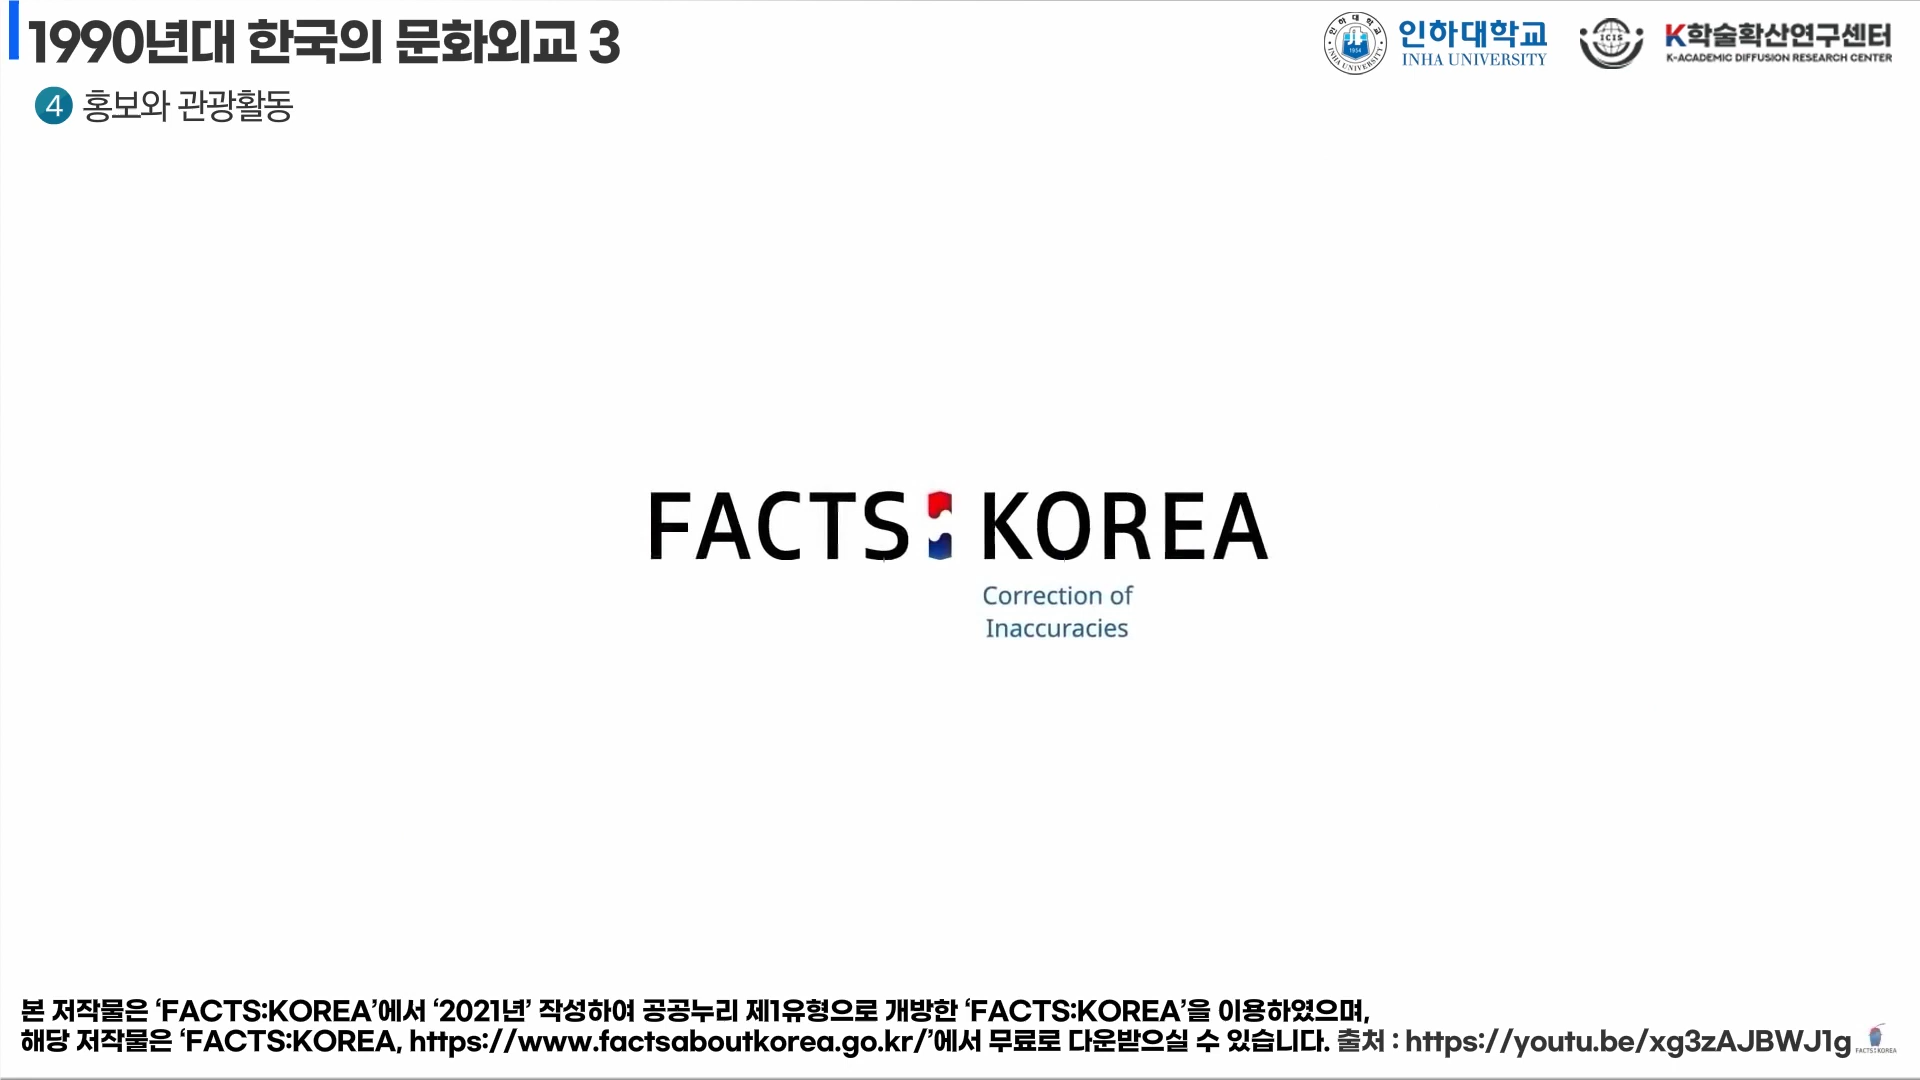 1990년대 한국의 문화외교 3
인하대학교
INHA UNIVERSITY
ICIS
K학술확산연구센터
K-ACADEMIC DIFFUSION RESEARCH CENTER
4 홍보와 관광활동
FACTS:KOREA
Correction of
Inaccuracies
본 저작물은 ‘FACTS:KOREA’에서 ‘2021년’ 작성하여 공공누리 제1유형으로 개방한 ‘FACTS:KOREA’을 이용하였으며,
해당 저작물은 ‘FACTS:KOREA, https://www.factsaboutkorea.go.kr/’에서 무료로 다운받으실 수 있습니다. 출처 : https://youtu.be/xg3zAJBWJ1g
FACTS:KOREA